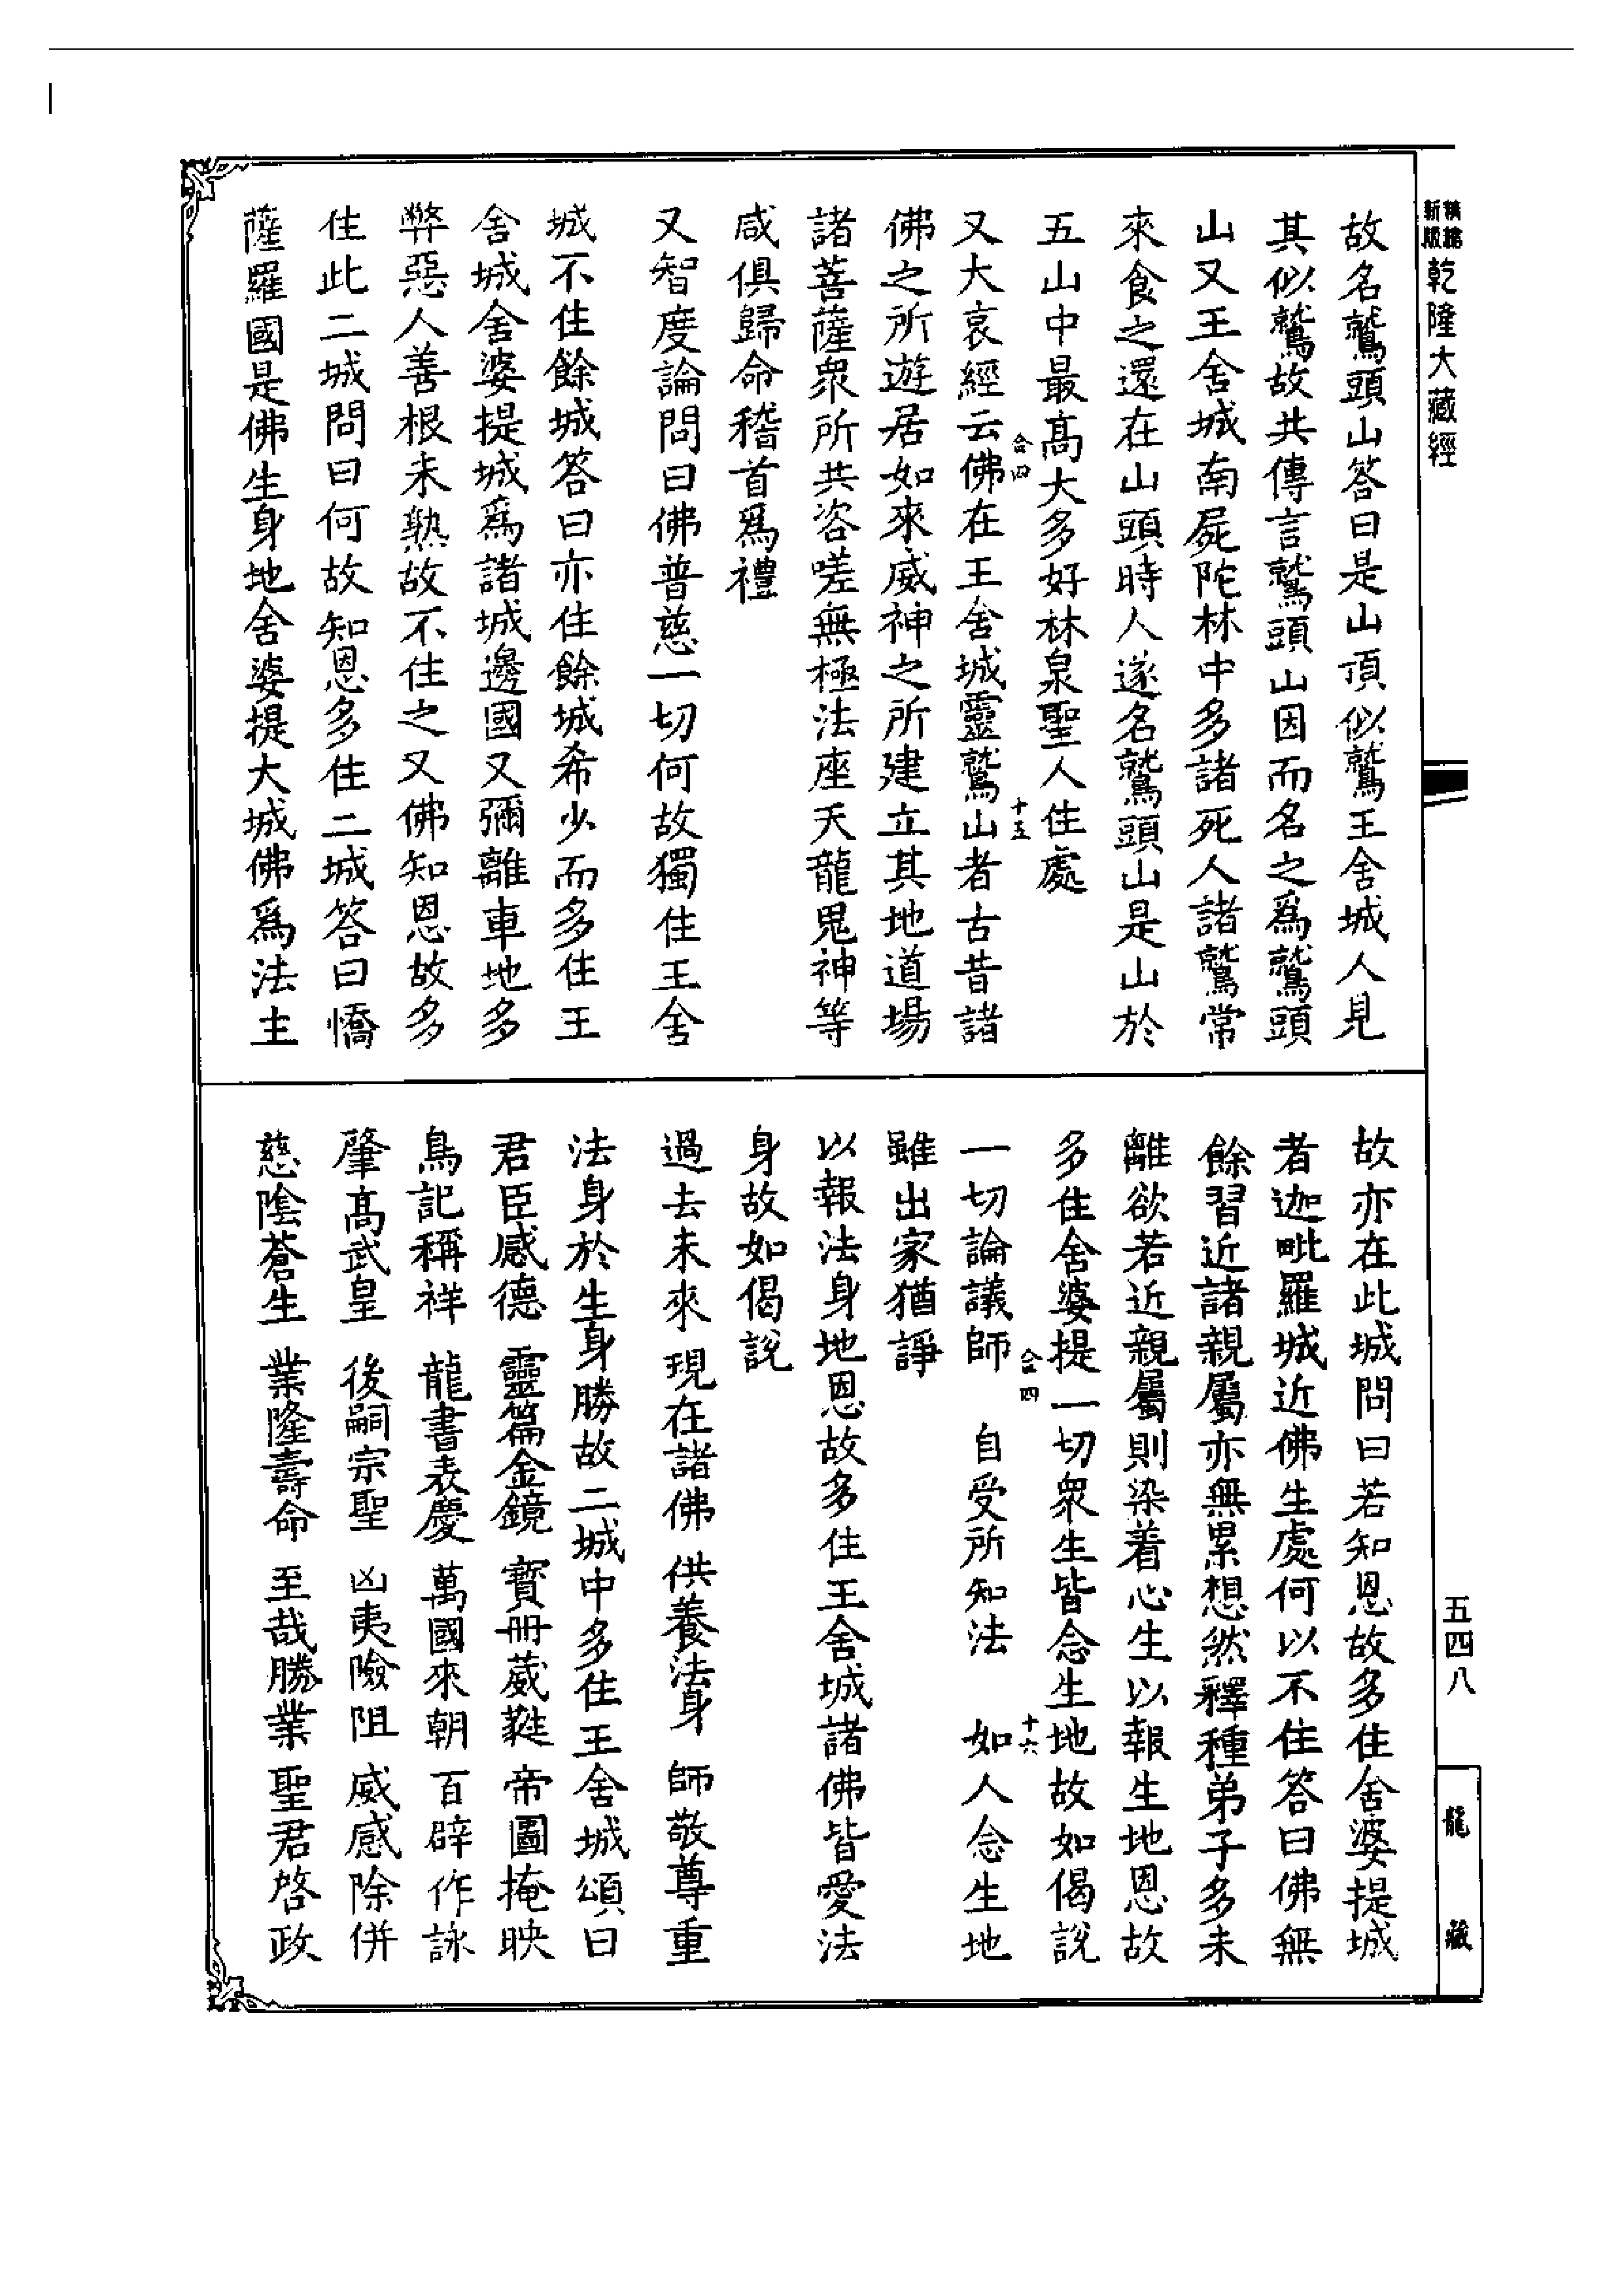 精縮新版乾隆大藏經
故名鷲頭山答曰是山頂似鷲王舍城人見
其似鷲故共傳言鷲頭山因而名之爲鷲頭
山又王舍城南屍陀林中多諸死人諸鷲常
來食之還在山頭時人遂名鷲頭山是山於
五山中最高大多好林泉聖人住處
又大哀經云佛在王舍城靈鷲山者古昔諸
佛之所遊居如來威神之所建立其地道場
諸菩薩衆所共咨嗟無極法座天龍鬼神等
咸俱歸命稽首爲禮
又智度論問曰佛普慈一切何故獨住王舍
城不住餘城答曰亦住餘城希少而多住王
舍城舍婆提城爲諸城邊國又彌離車地多
弊惡人善根未熟故不住之又佛知恩故多
住此二城問曰何故知恩多住二城答曰憍
薩羅國是佛生身地舍婆提大城佛爲法主
故亦在此城問曰若知恩故多住舍婆提城
者迦毗羅城近佛生處何以不住答曰佛無
餘習近諸親屬亦無累想然釋種弟子多未
離欲若近親屬則染着心生以報生地恩故
多住舍婆提一切衆生皆念生地故如偈說
一切論議師 自受所知法 如人念生地
雖出家猶諍
以報法身地恩故多住王舍城諸佛皆愛法
身故如偈說
過去未來 現在諸佛 供養法身 師敬尊重
法身於生身勝故二城中多住王舍城頌曰
君臣感德 靈篇金鏡 寶冊葳蕤 帝圖掩映
鳥記稱祥 龍書表慶 萬國來朝 百辟作詠
肇高武皇 後嗣宗聖 凶夷險阻 威感除併
慈陰蒼生 業隆壽命 至哉勝業 聖君啓政
五四八
龍藏